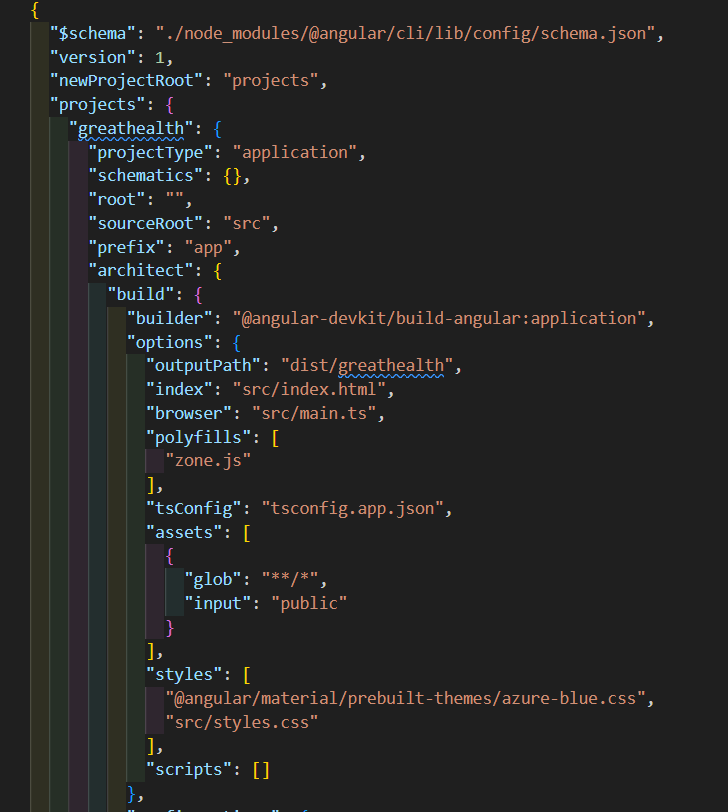 {
"$schema": "./node_modules/@angular/cli/lib/config/schema.json",
"version": 1,
"newProjectRoot": "projects",
"projects": {
"greathealth": {
"projectType": "application",
"schematics": {},
"root": "",
"sourceRoot": "src",
"prefix": "app",
"architect": {
"build": {
"builder": "@angular-devkit/build-angular:application",
"options": {
"outputPath": "dist/greathealth",
"index": "src/index.html",
"browser": "src/main.ts",
"polyfills": [
"zone.js"
],
"tsConfig": "tsconfig.app.json",
"assets": [
{
"glob": "**/*",
"input": "public"
}
],
"styles": [
"@angular/material/prebuilt-themes/azure-blue.css",
"src/styles.css"
],
"scripts": []
},